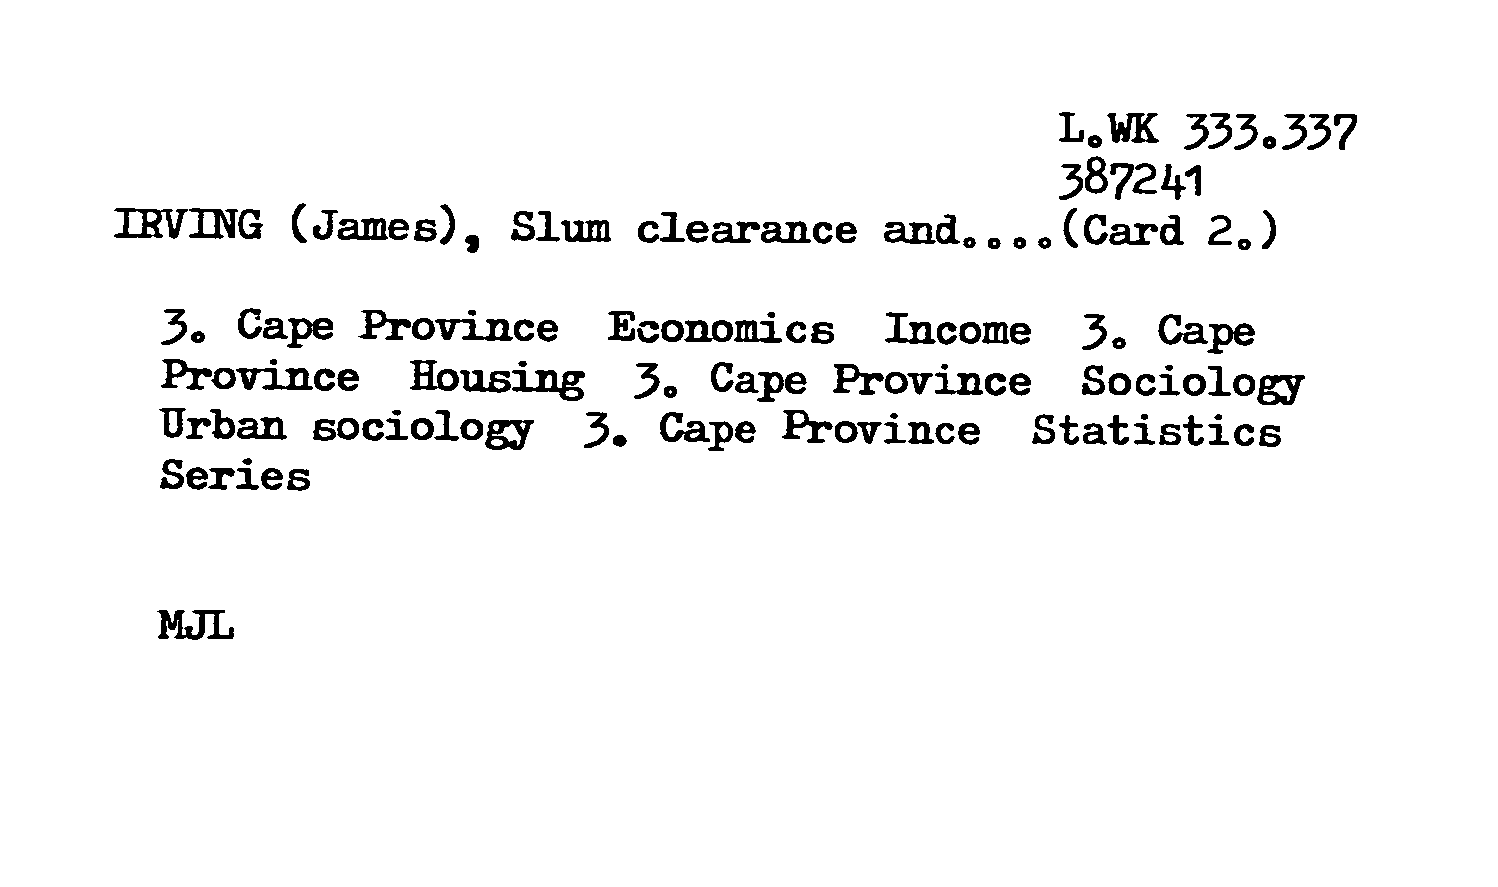 L.WK 333.337
387241
IRVING (James), Slum clearance and....(Card 2.)
3. Cape Province  Economics  Income  3. Cape
Province  Housing  3. Cape Province  Sociology
Urban sociology  3. Cape Province  Statistics
Series
MJL